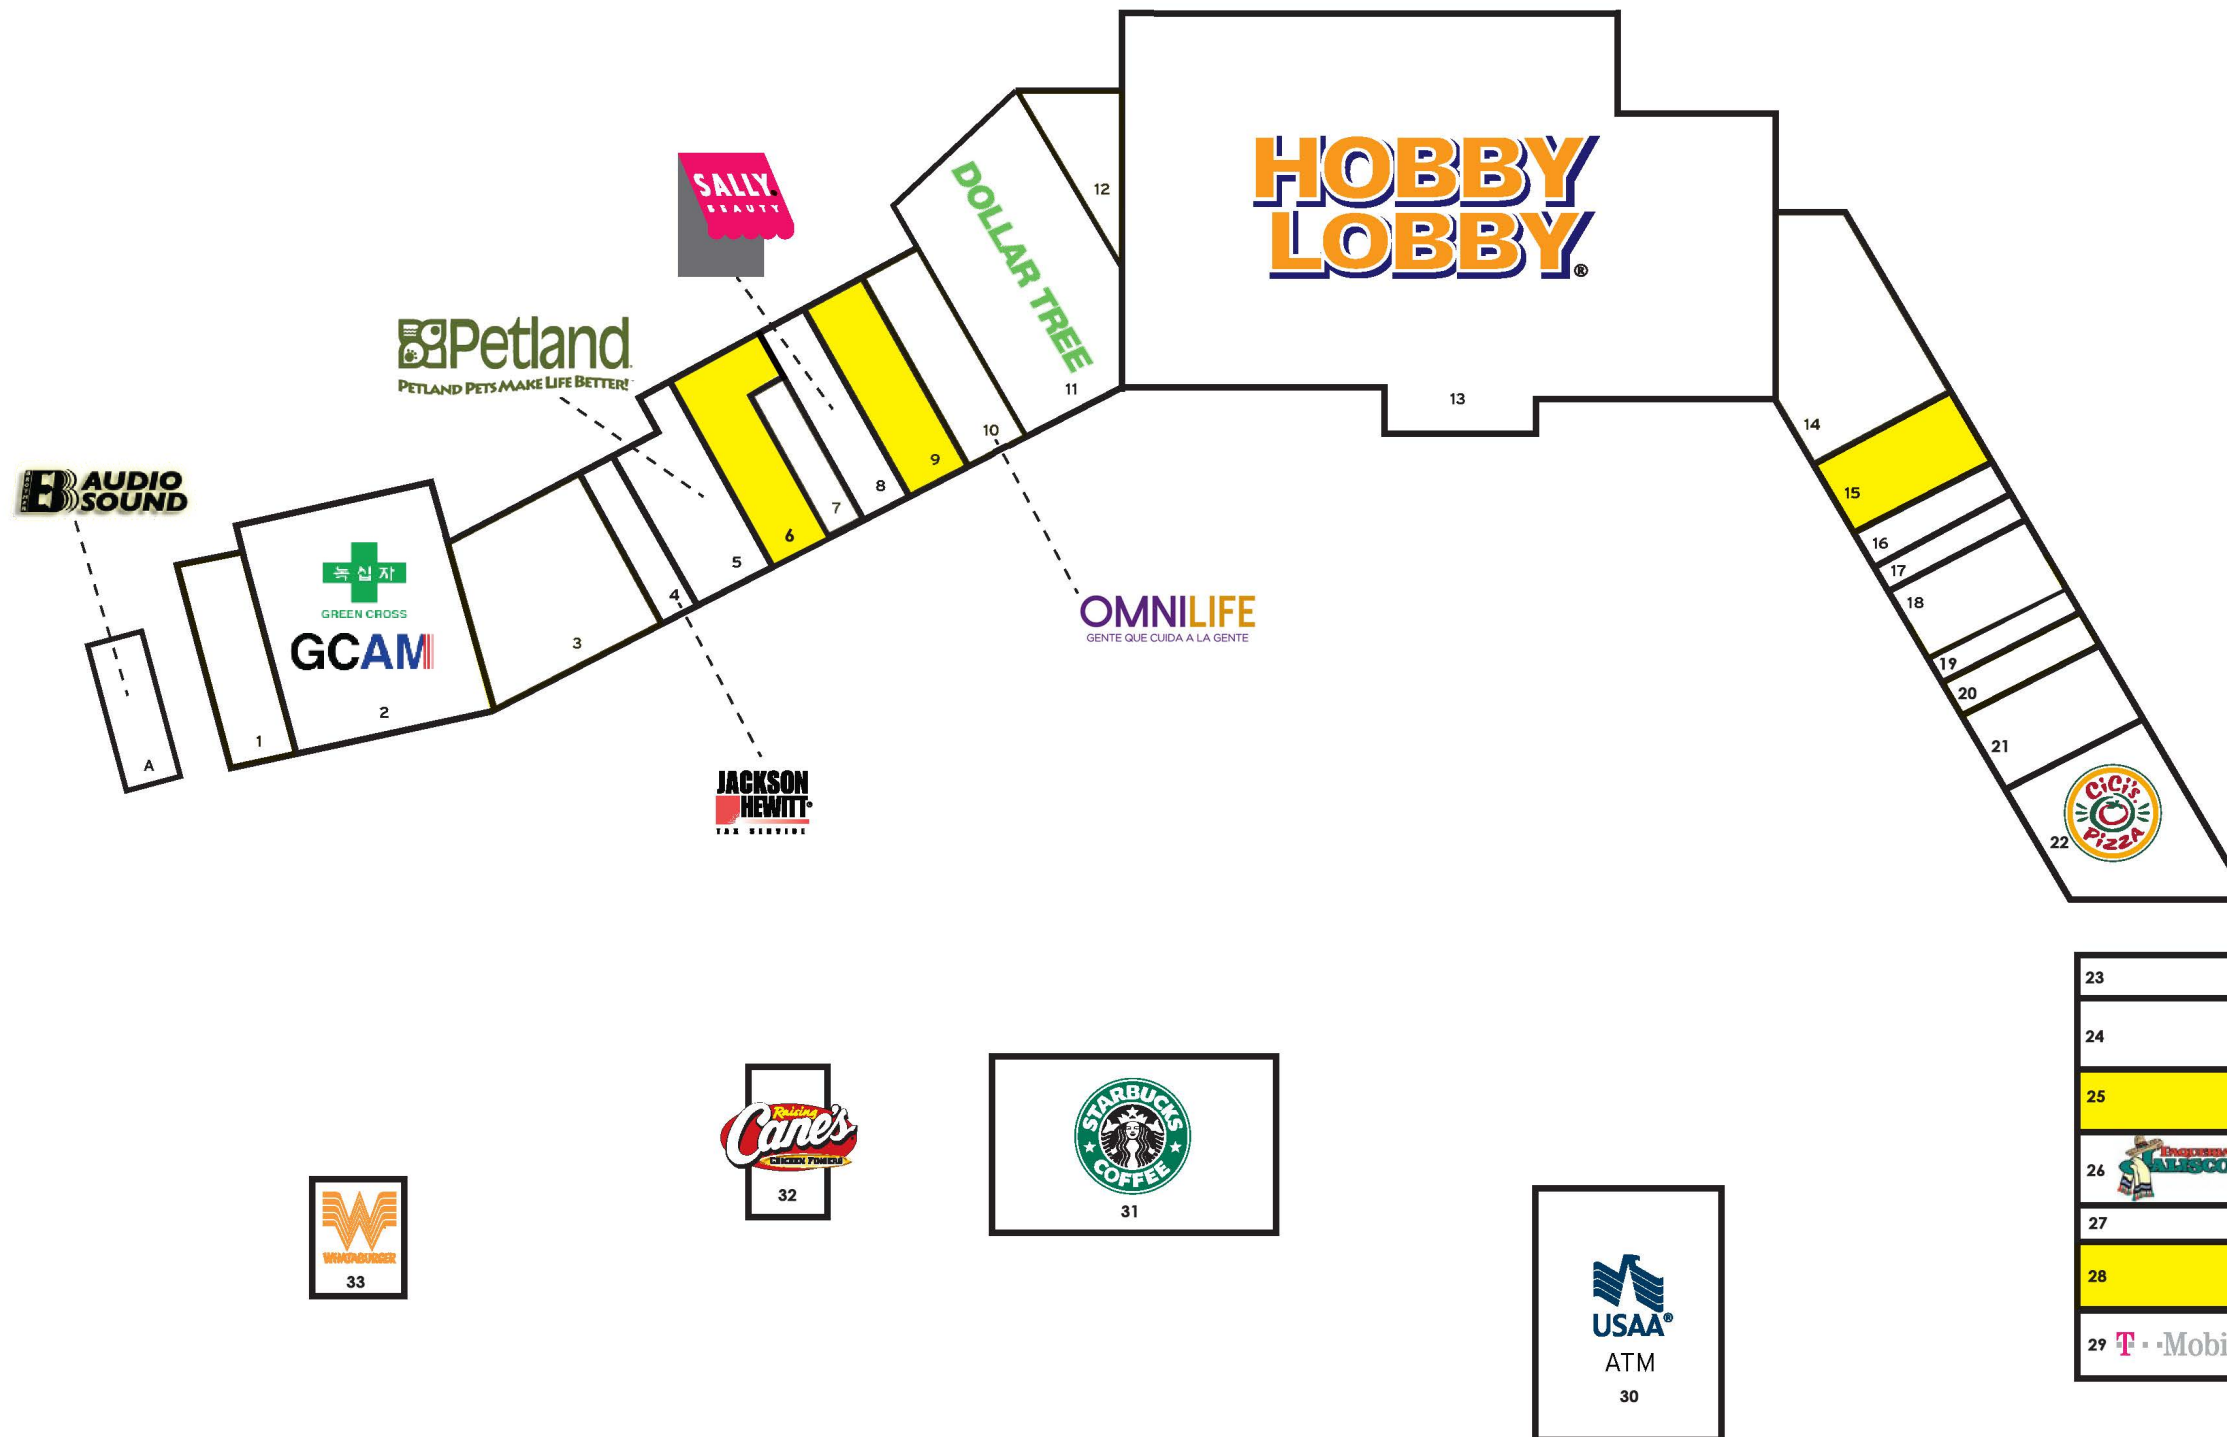 HOBBY
LOBBY®
12
DOLLAR TREE
11
13
SALLY
BEAUTY
Petland
PETLAND PETS MAKE LIFE BETTER!
10
9
8
7
6
5
4
3
AUDIO
SOUND
녹십자
GREEN CROSS
GCAM
2
1
A
OMNILIFE
GENTE QUE CUIDA A LA GENTE
JACKSON
HEWITT®
TAX SERVICE
14
15
16
17
18
19
20
21
CiCi's
Pizza
22
23
24
25
26
TAQUERIA
JALISCO
27
28
29 T··Mobi
Raising
Cane's
CHICKEN FINGERS
32
STARBUCKS
COFFEE
31
WHATABURGER
33
USAA®
ATM
30